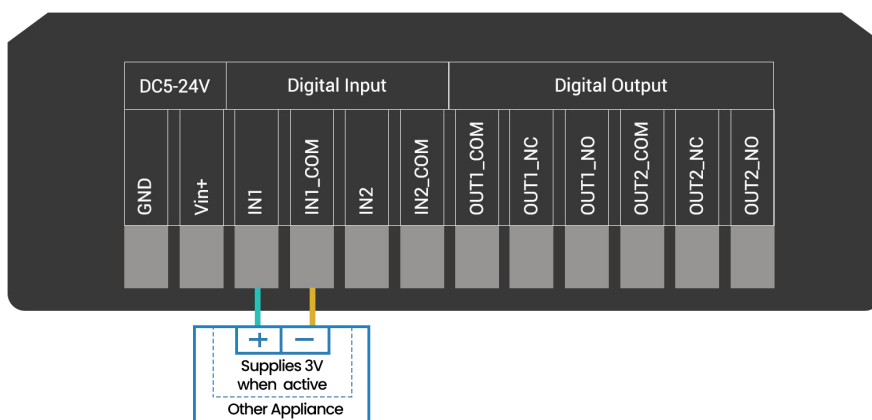 DC5-24V Digital Input Digital Output
GND Vin+ IN1 IN1_COM IN2 IN2_COM OUT1_COM OUT1_NC OUT1_NO OUT2_COM OUT2_NC OUT2_NO
+ −
Supplies 3V
when active
Other Appliance